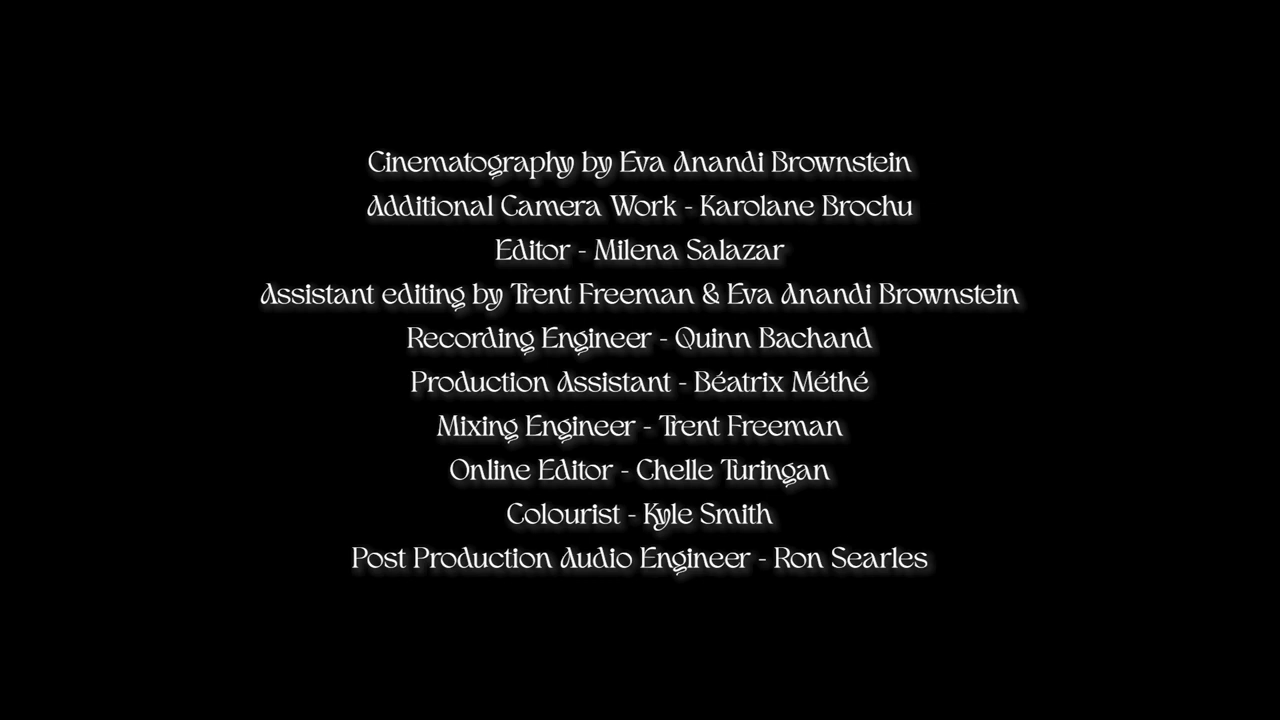 Cinematography by Eva Anandi Brownstein
Additional Camera Work - Karolane Brochu
Editor - Milena Salazar
Assistant editing by Trent Freeman & Eva Anandi Brownstein
Recording Engineer - Quinn Bachand
Production Assistant - Béatrix Méthé
Mixing Engineer - Trent Freeman
Online Editor - Chelle Turingan
Colourist - Kyle Smith
Post Production Audio Engineer - Ron Searles